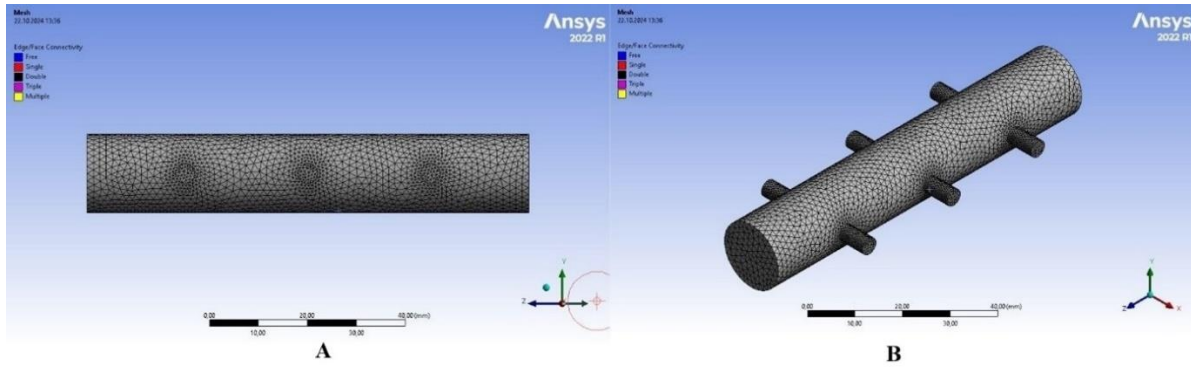 Mesh
22.10.2024 13:36
Edge/Face Connectivity
Free
Single
Double
Triple
Multiple
Ansys
2022 R1
Y
Z
0,00
20,00
40,00 (mm)
10,00
30,00
A
Mesh
22.10.2024 13:36
Edge/Face Connectivity
Free
Single
Double
Triple
Multiple
Ansys
2022 R1
Y
Z
X
0,00
20,00
40,00 (mm)
10,00
30,00
B